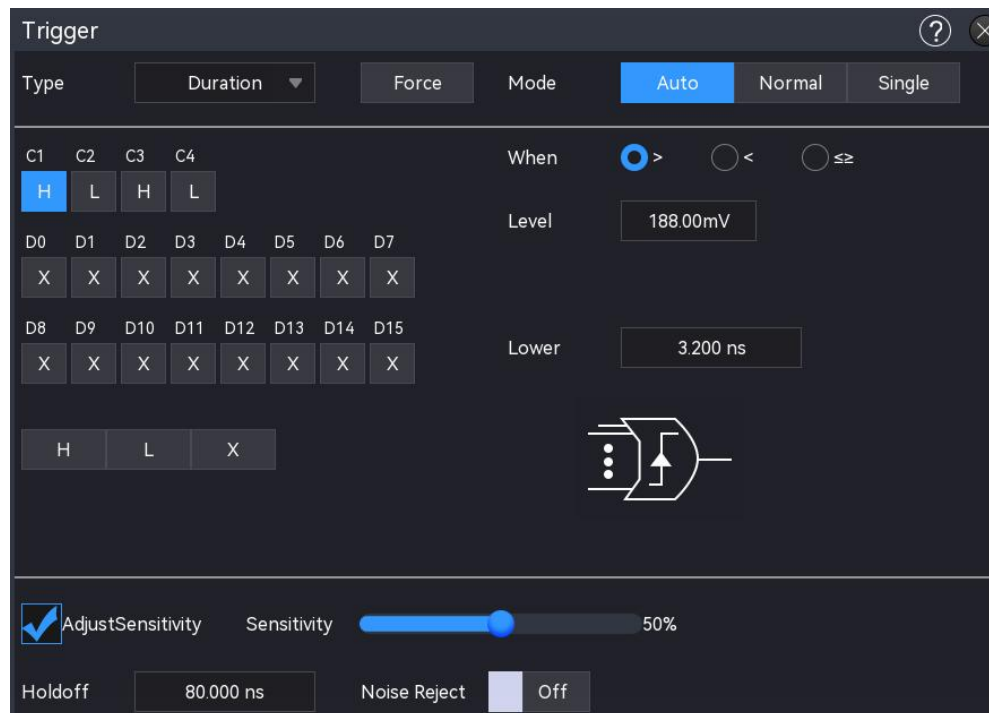 Trigger
Type Duration Force Mode Auto Normal Single
C1 C2 C3 C4
H L H L
When > < ≤≥
Level 188.00mV
D0 D1 D2 D3 D4 D5 D6 D7
X X X X X X X X
D8 D9 D10 D11 D12 D13 D14 D15
X X X X X X X X
Lower 3.200 ns
H L X
AdjustSensitivity Sensitivity 50%
Holdoff 80.000 ns Noise Reject Off